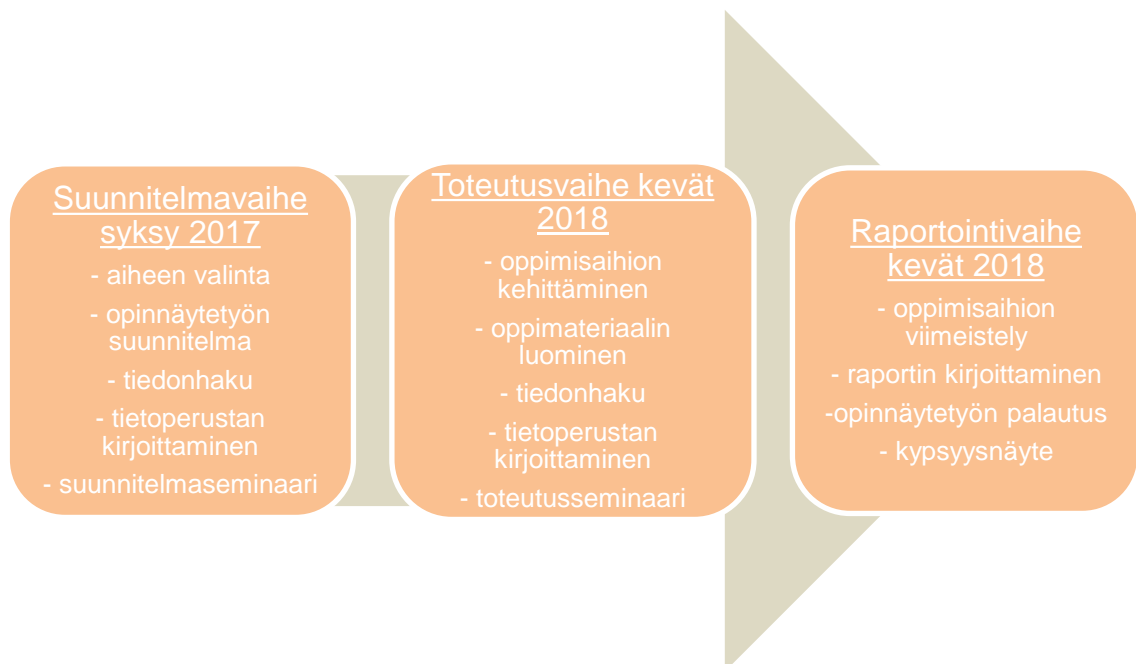 Suunnitelmavaihe
syksy 2017
- aiheen valinta
- opinnäytetyön
suunnitelma
- tiedonhaku
- tietoperustan
kirjoittaminen
- suunnitelmaseminaari
Toteutusvaihe kevät
2018
- oppimisaihion
kehittäminen
- oppimateriaalin
luominen
- tiedonhaku
- tietoperustan
kirjoittaminen
- toteutusseminaari
Raportointivaihe
kevät 2018
- oppimisaihion
viimeistely
- raportin kirjoittaminen
-opinnäytetyön palautus
- kypsyysnäyte